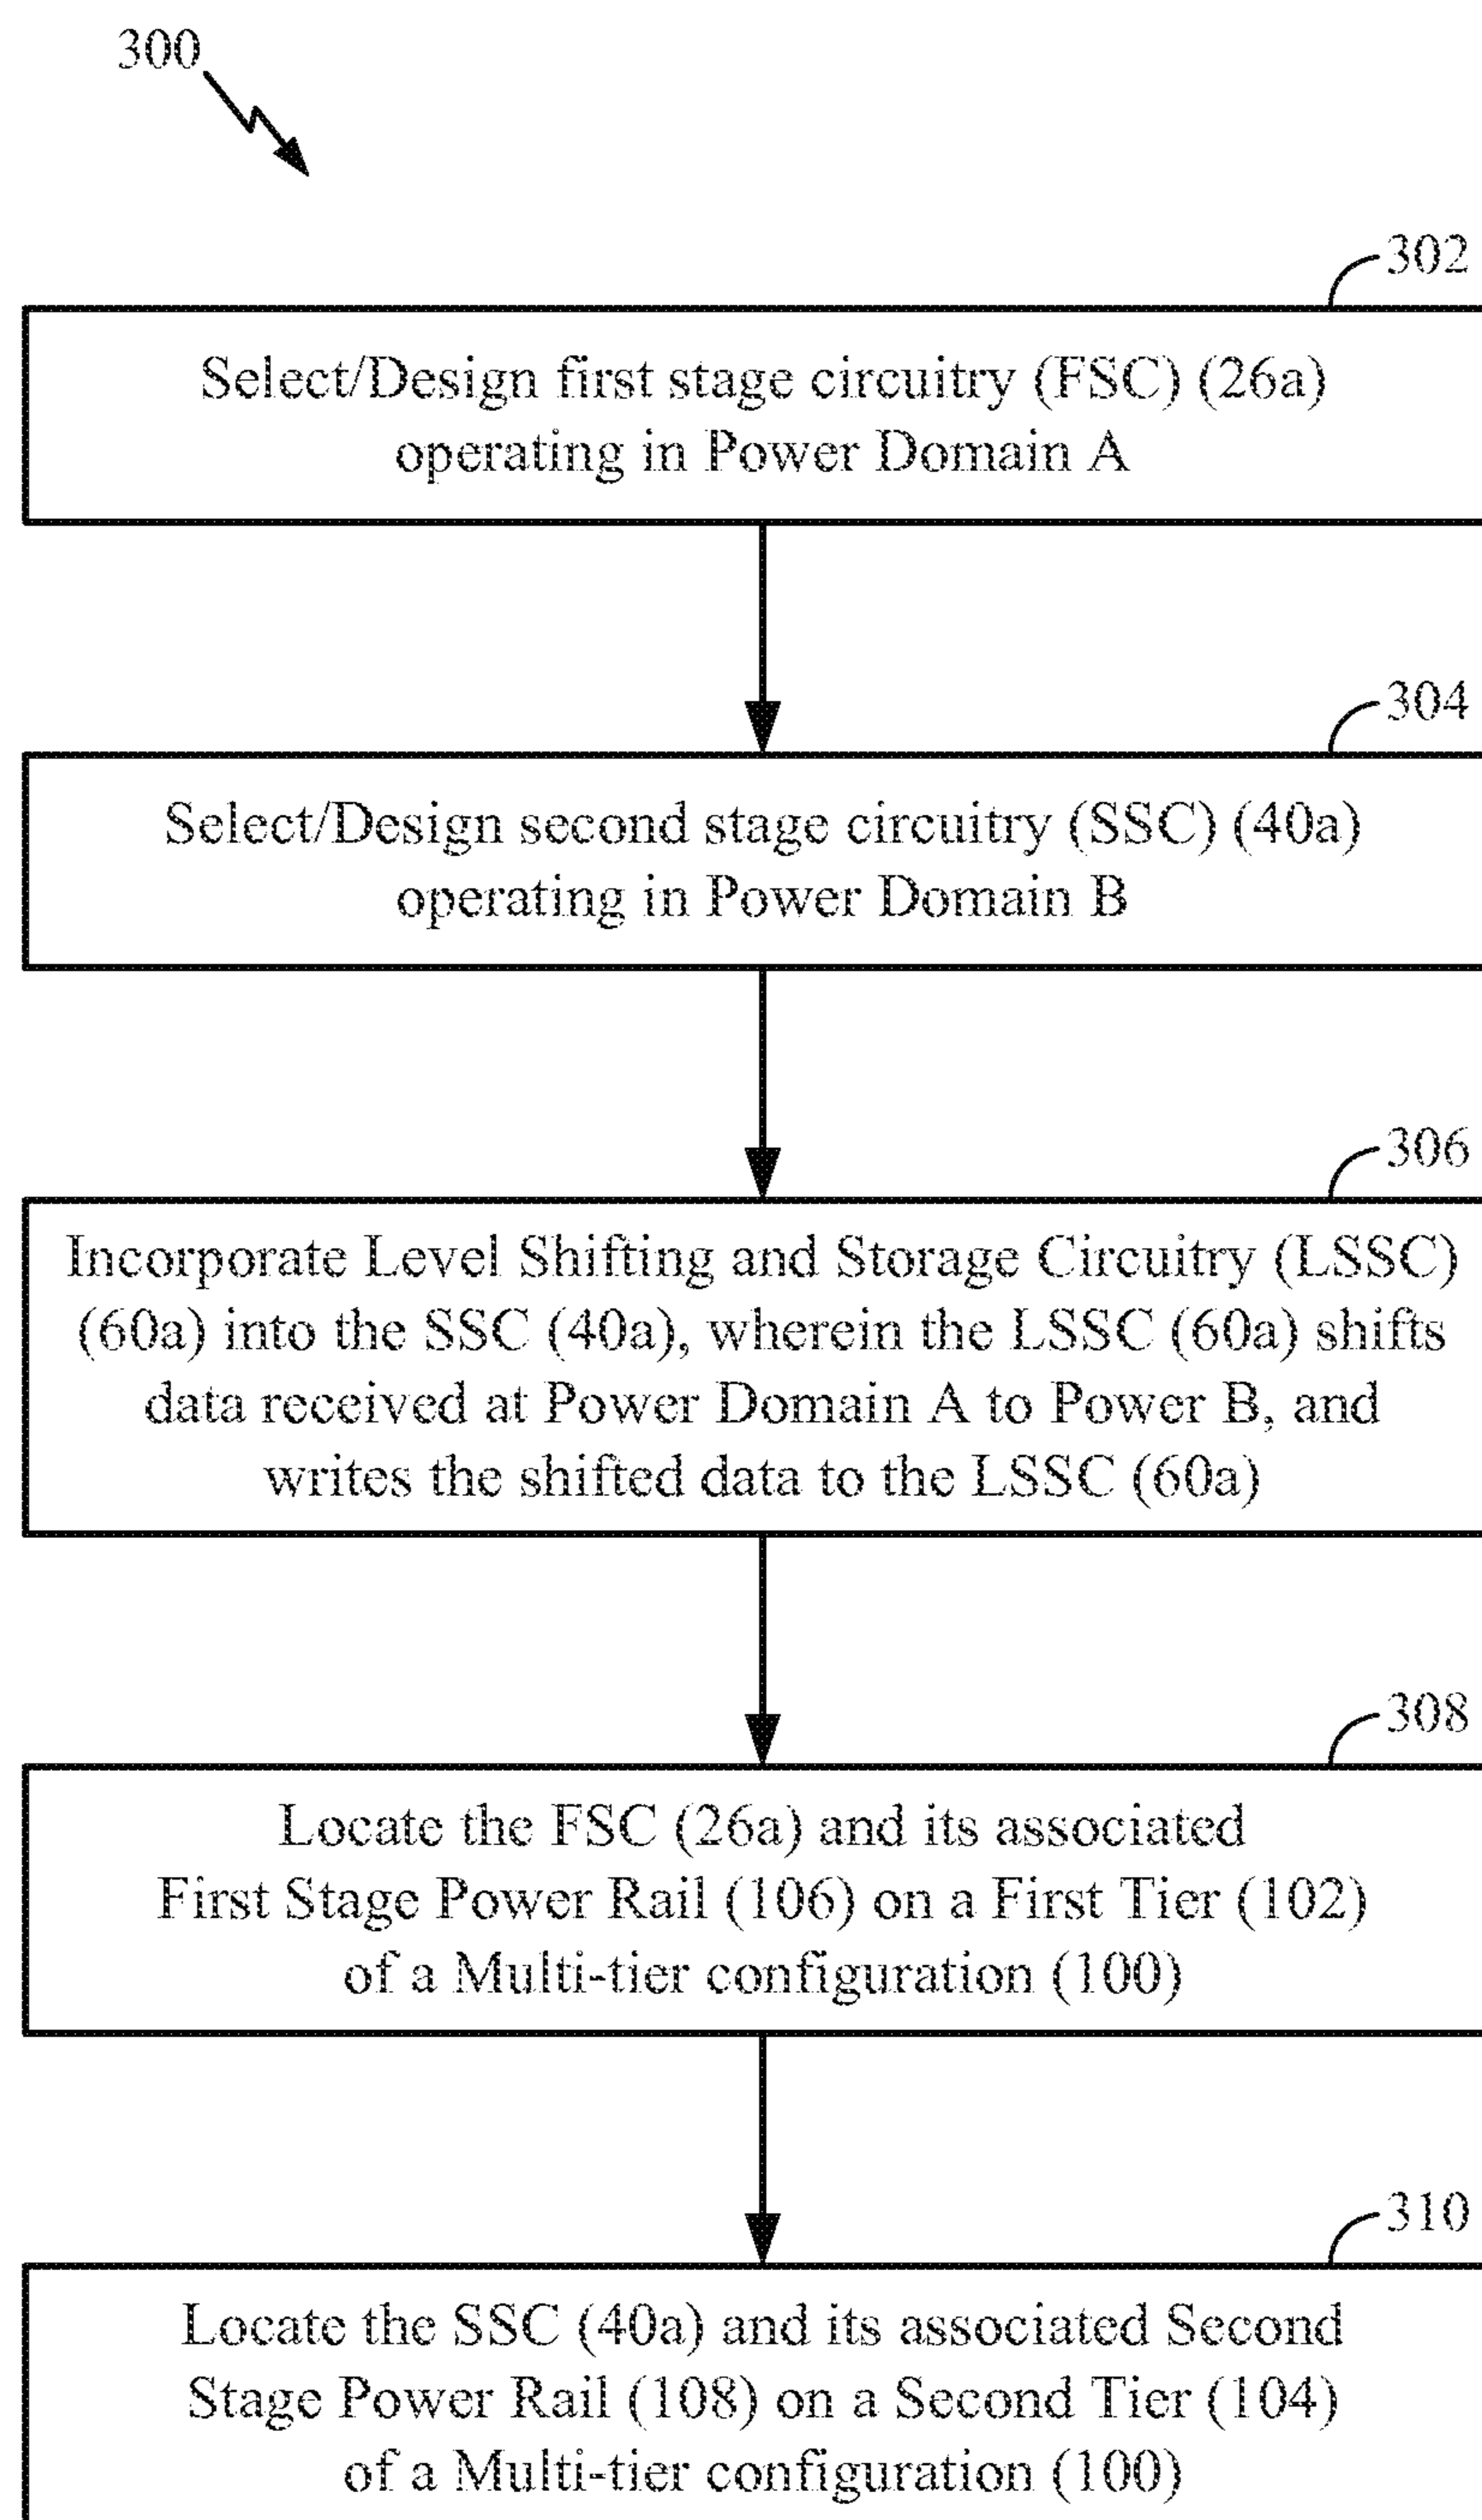 300
302
Select/Design first stage circuitry (FSC) (26a)
operating in Power Domain A
304
Select/Design second stage circuitry (SSC) (40a)
operating in Power Domain B
306
Incorporate Level Shifting and Storage Circuitry (LSSC)
(60a) into the SSC (40a), wherein the LSSC (60a) shifts
data received at Power Domain A to Power B, and
writes the shifted data to the LSSC (60a)
308
Locate the FSC (26a) and its associated
First Stage Power Rail (106) on a First Tier (102)
of a Multi-tier configuration (100)
310
Locate the SSC (40a) and its associated Second
Stage Power Rail (108) on a Second Tier (104)
of a Multi-tier configuration (100)